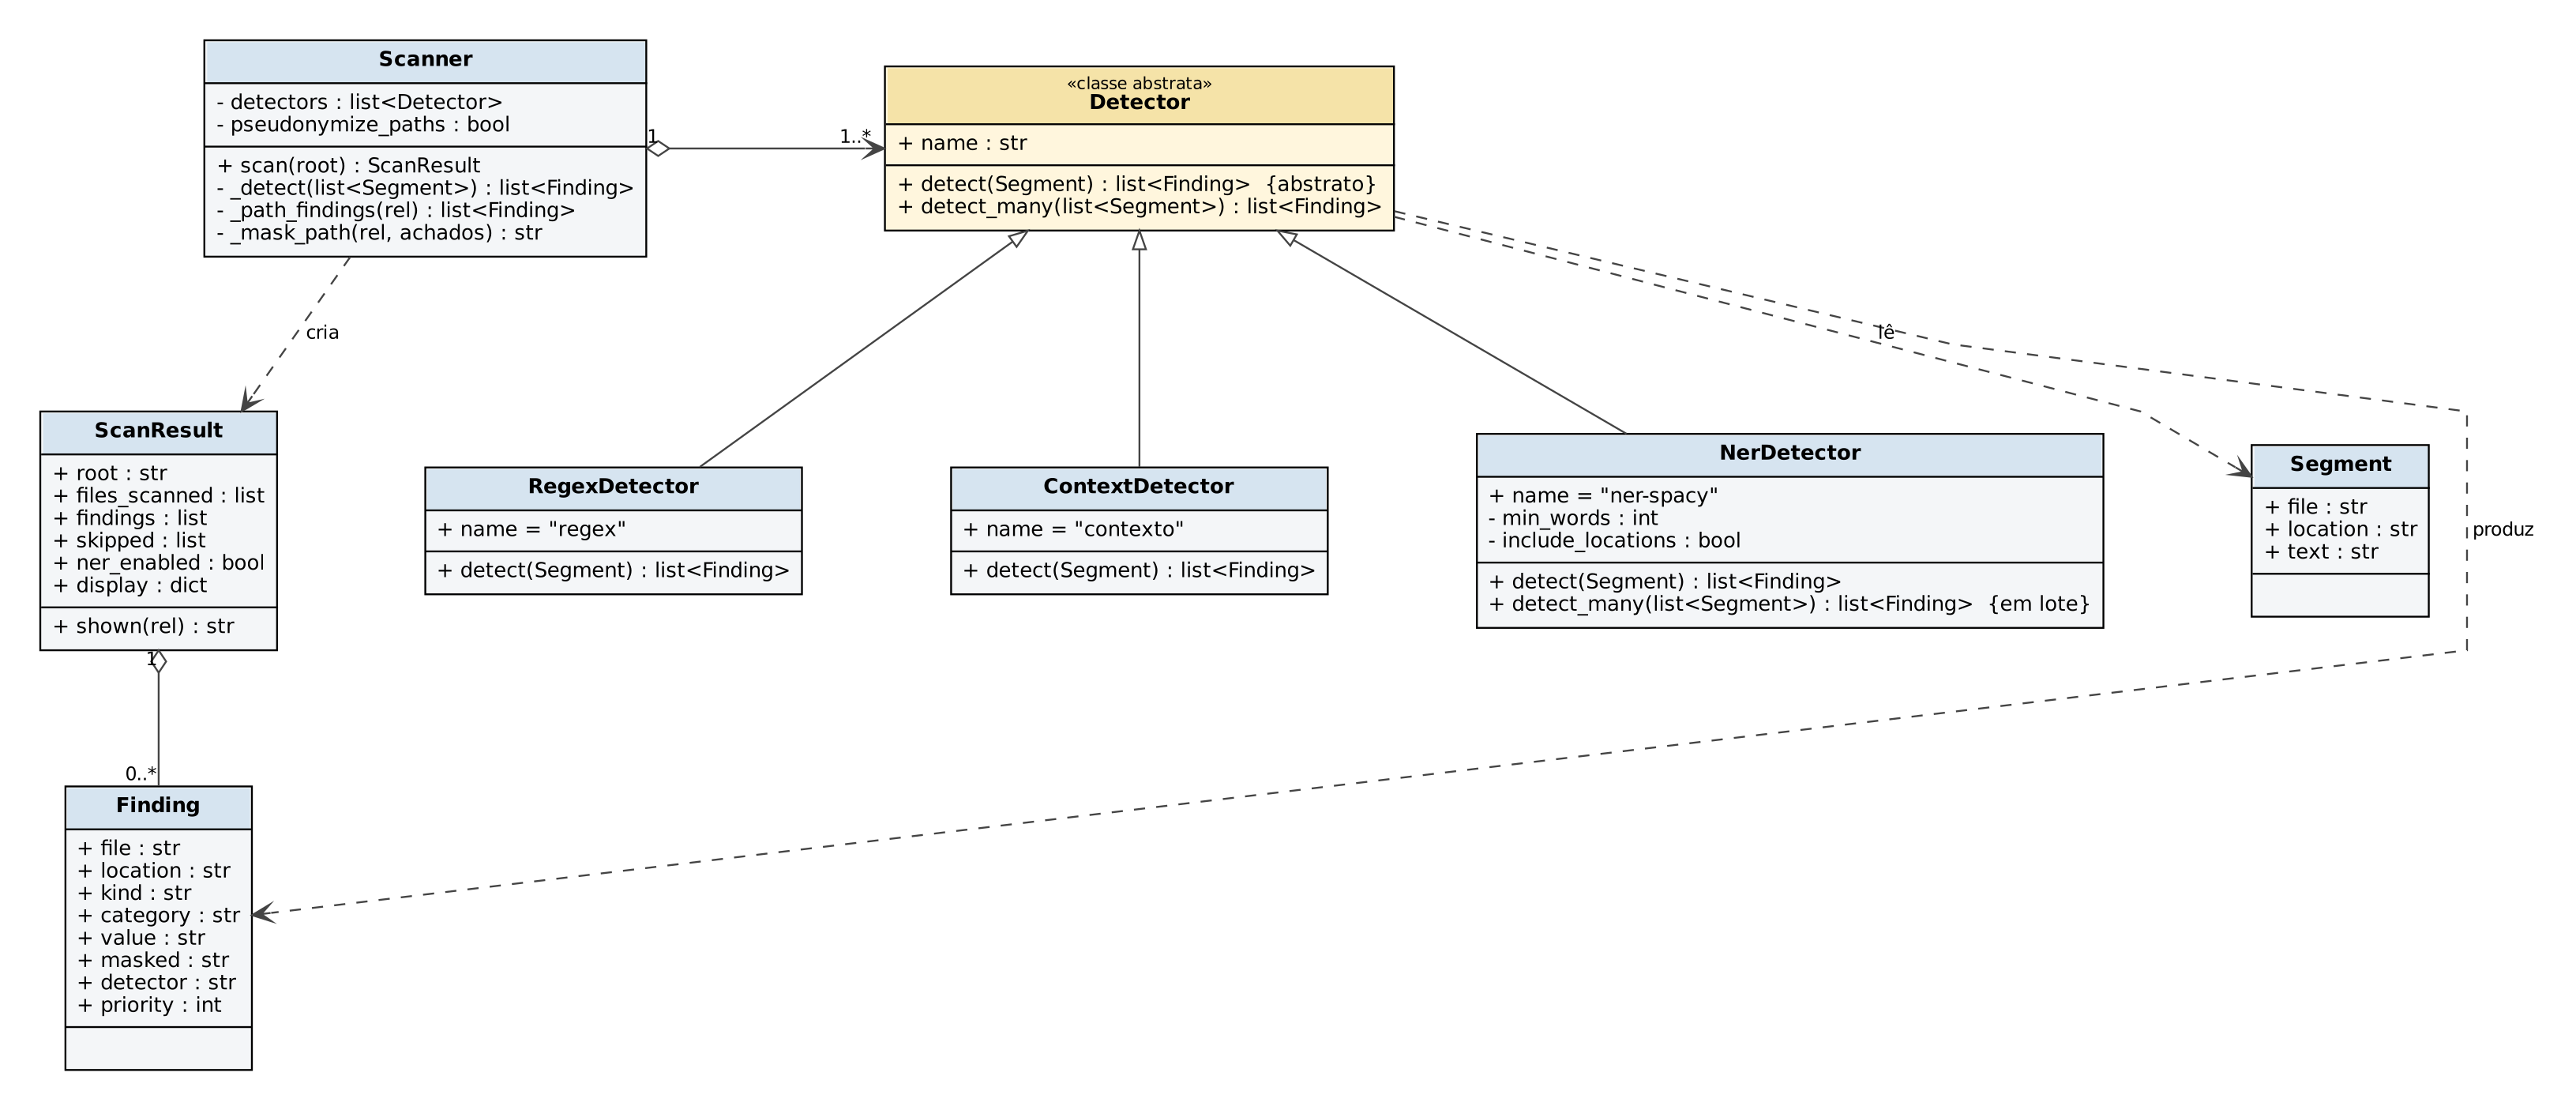 Scanner
- detectors : list<Detector>
- pseudonymize_paths : bool
+ scan(root) : ScanResult
- _detect(list<Segment>) : list<Finding>
- _path_findings(rel) : list<Finding>
- _mask_path(rel, achados) : str
1
1..*
«classe abstrata»
Detector
+ name : str
+ detect(Segment) : list<Finding>  {abstrato}
+ detect_many(list<Segment>) : list<Finding>
cria
lê
ScanResult
+ root : str
+ files_scanned : list
+ findings : list
+ skipped : list
+ ner_enabled : bool
+ display : dict
+ shown(rel) : str
RegexDetector
+ name = "regex"
+ detect(Segment) : list<Finding>
ContextDetector
+ name = "contexto"
+ detect(Segment) : list<Finding>
NerDetector
+ name = "ner-spacy"
- min_words : int
- include_locations : bool
+ detect(Segment) : list<Finding>
+ detect_many(list<Segment>) : list<Finding>  {em lote}
Segment
+ file : str
+ location : str
+ text : str
produz
1
0..*
Finding
+ file : str
+ location : str
+ kind : str
+ category : str
+ value : str
+ masked : str
+ detector : str
+ priority : int